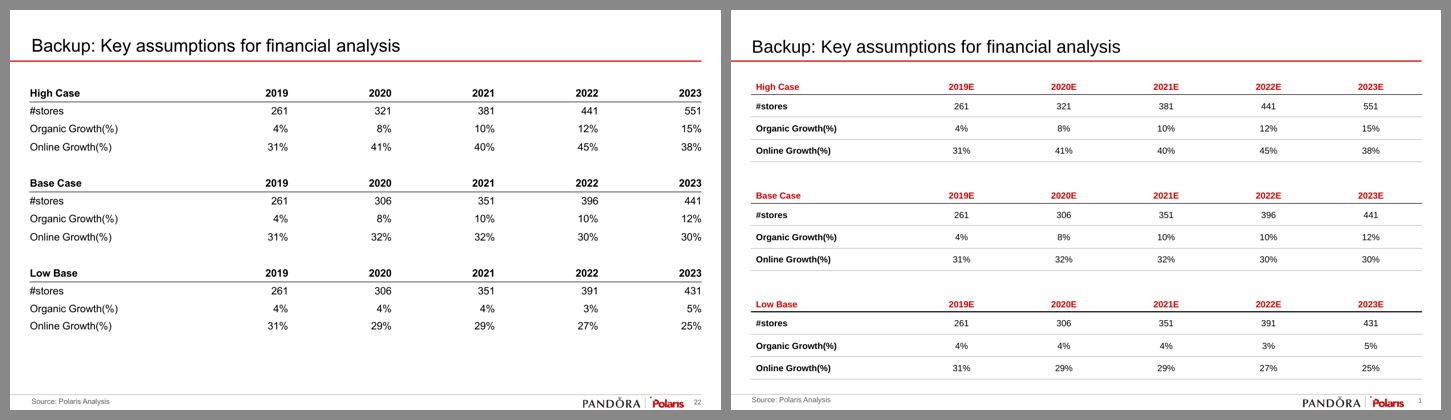 Backup: Key assumptions for financial analysis
High Case 2019 2020 2021 2022 2023
#stores 261 321 381 441 551
Organic Growth(%) 4% 8% 10% 12% 15%
Online Growth(%) 31% 41% 40% 45% 38%
Base Case 2019 2020 2021 2022 2023
#stores 261 306 351 396 441
Organic Growth(%) 4% 8% 10% 10% 12%
Online Growth(%) 31% 32% 32% 30% 30%
Low Base 2019 2020 2021 2022 2023
#stores 261 306 351 391 431
Organic Growth(%) 4% 4% 4% 3% 5%
Online Growth(%) 31% 29% 29% 27% 25%
Source: Polaris Analysis
PANDÖRA Polaris 22
Backup: Key assumptions for financial analysis
High Case 2019E 2020E 2021E 2022E 2023E
#stores 261 321 381 441 551
Organic Growth(%) 4% 8% 10% 12% 15%
Online Growth(%) 31% 41% 40% 45% 38%
Base Case 2019E 2020E 2021E 2022E 2023E
#stores 261 306 351 396 441
Organic Growth(%) 4% 8% 10% 10% 12%
Online Growth(%) 31% 32% 32% 30% 30%
Low Base 2019E 2020E 2021E 2022E 2023E
#stores 261 306 351 391 431
Organic Growth(%) 4% 4% 4% 3% 5%
Online Growth(%) 31% 29% 29% 27% 25%
Source: Polaris Analysis
PANDÖRA Polaris 1